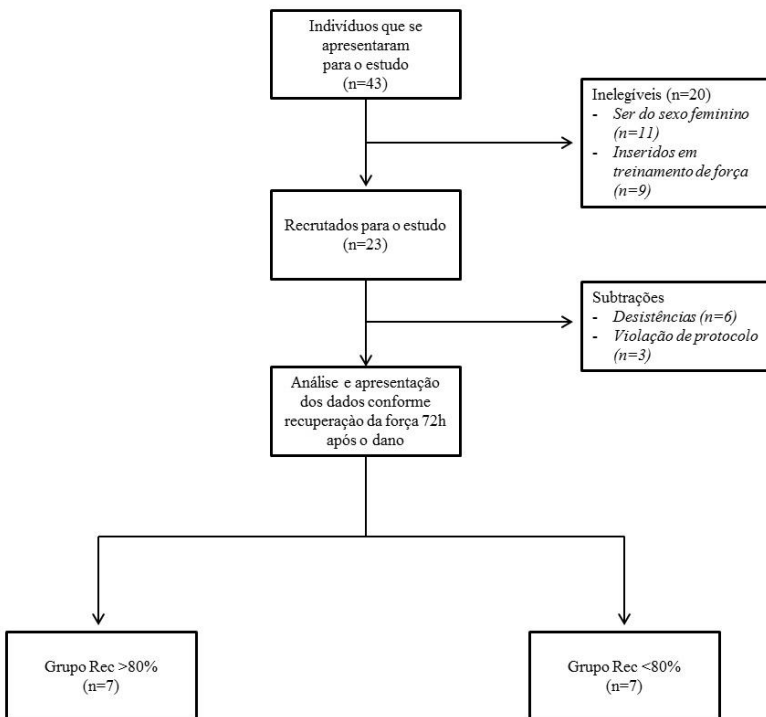 Indivíduos que se
apresentaram
para o estudo
(n=43)
Inelegíveis (n=20)
- Ser do sexo feminino
(n=11)
- Inseridos em
treinamento de força
(n=9)
Recrutados para o estudo
(n=23)
Subtrações
- Desistências (n=6)
- Violação de protocolo
(n=3)
Análise e apresentação
dos dados conforme
recuperaçào da força 72h
após o dano
Grupo Rec >80%
(n=7)
Grupo Rec <80%
(n=7)